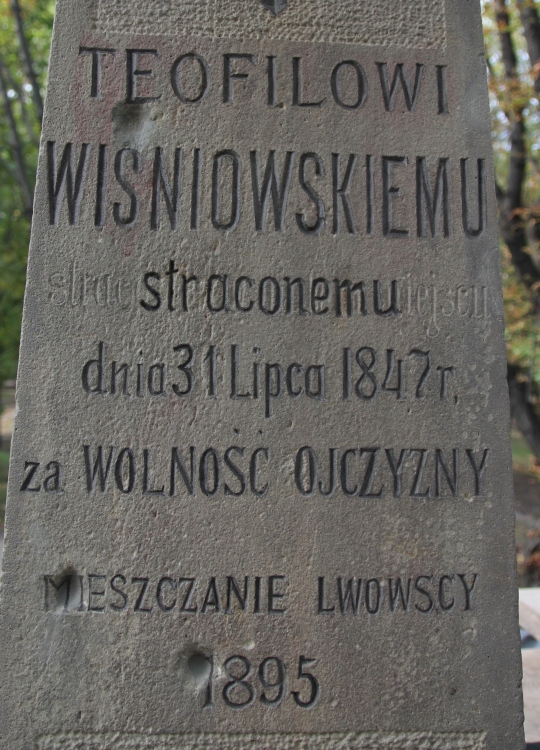 TEOFILOWI
WIŚNIOWSKIEMU
straconemu
dnia 31 Lipca 1847 r.
za WOLNOŚĆ OJCZYZNY
MIESZCZANIE LWOWSCY
1895